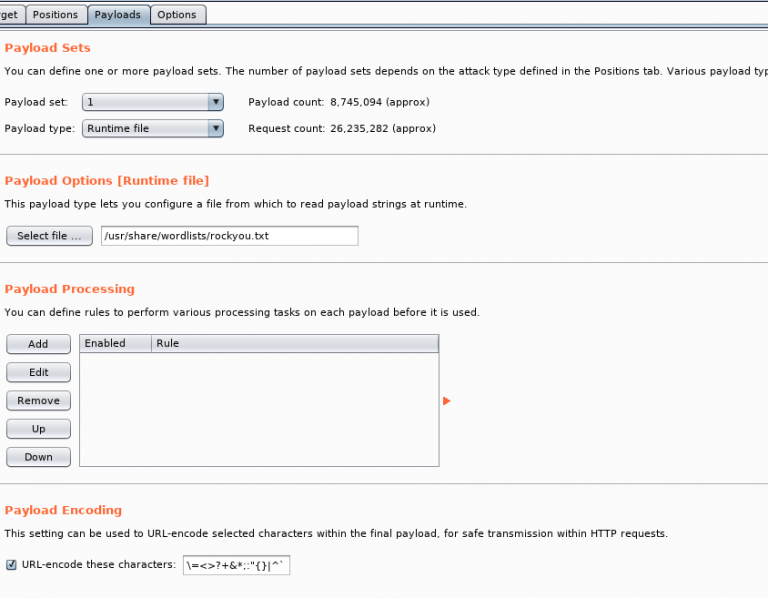 Positions Payloads Options
Payload Sets
You can define one or more payload sets. The number of payload sets depends on the attack type defined in the Positions tab. Various payload
Payload set: 1 Payload count: 8,745,094 (approx)
Payload type: Runtime file Request count: 26,235,282 (approx)
Payload Options [Runtime file]
This payload type lets you configure a file from which to read payload strings at runtime.
Select file ... /usr/share/wordlists/rockyou.txt
Payload Processing
You can define rules to perform various processing tasks on each payload before it is used.
Enabled Rule
Add
Edit
Remove
Up
Down
Payload Encoding
This setting can be used to URL-encode selected characters within the final payload, for safe transmission within HTTP requests.
URL-encode these characters: \=<>?+&*;:"{}|^`